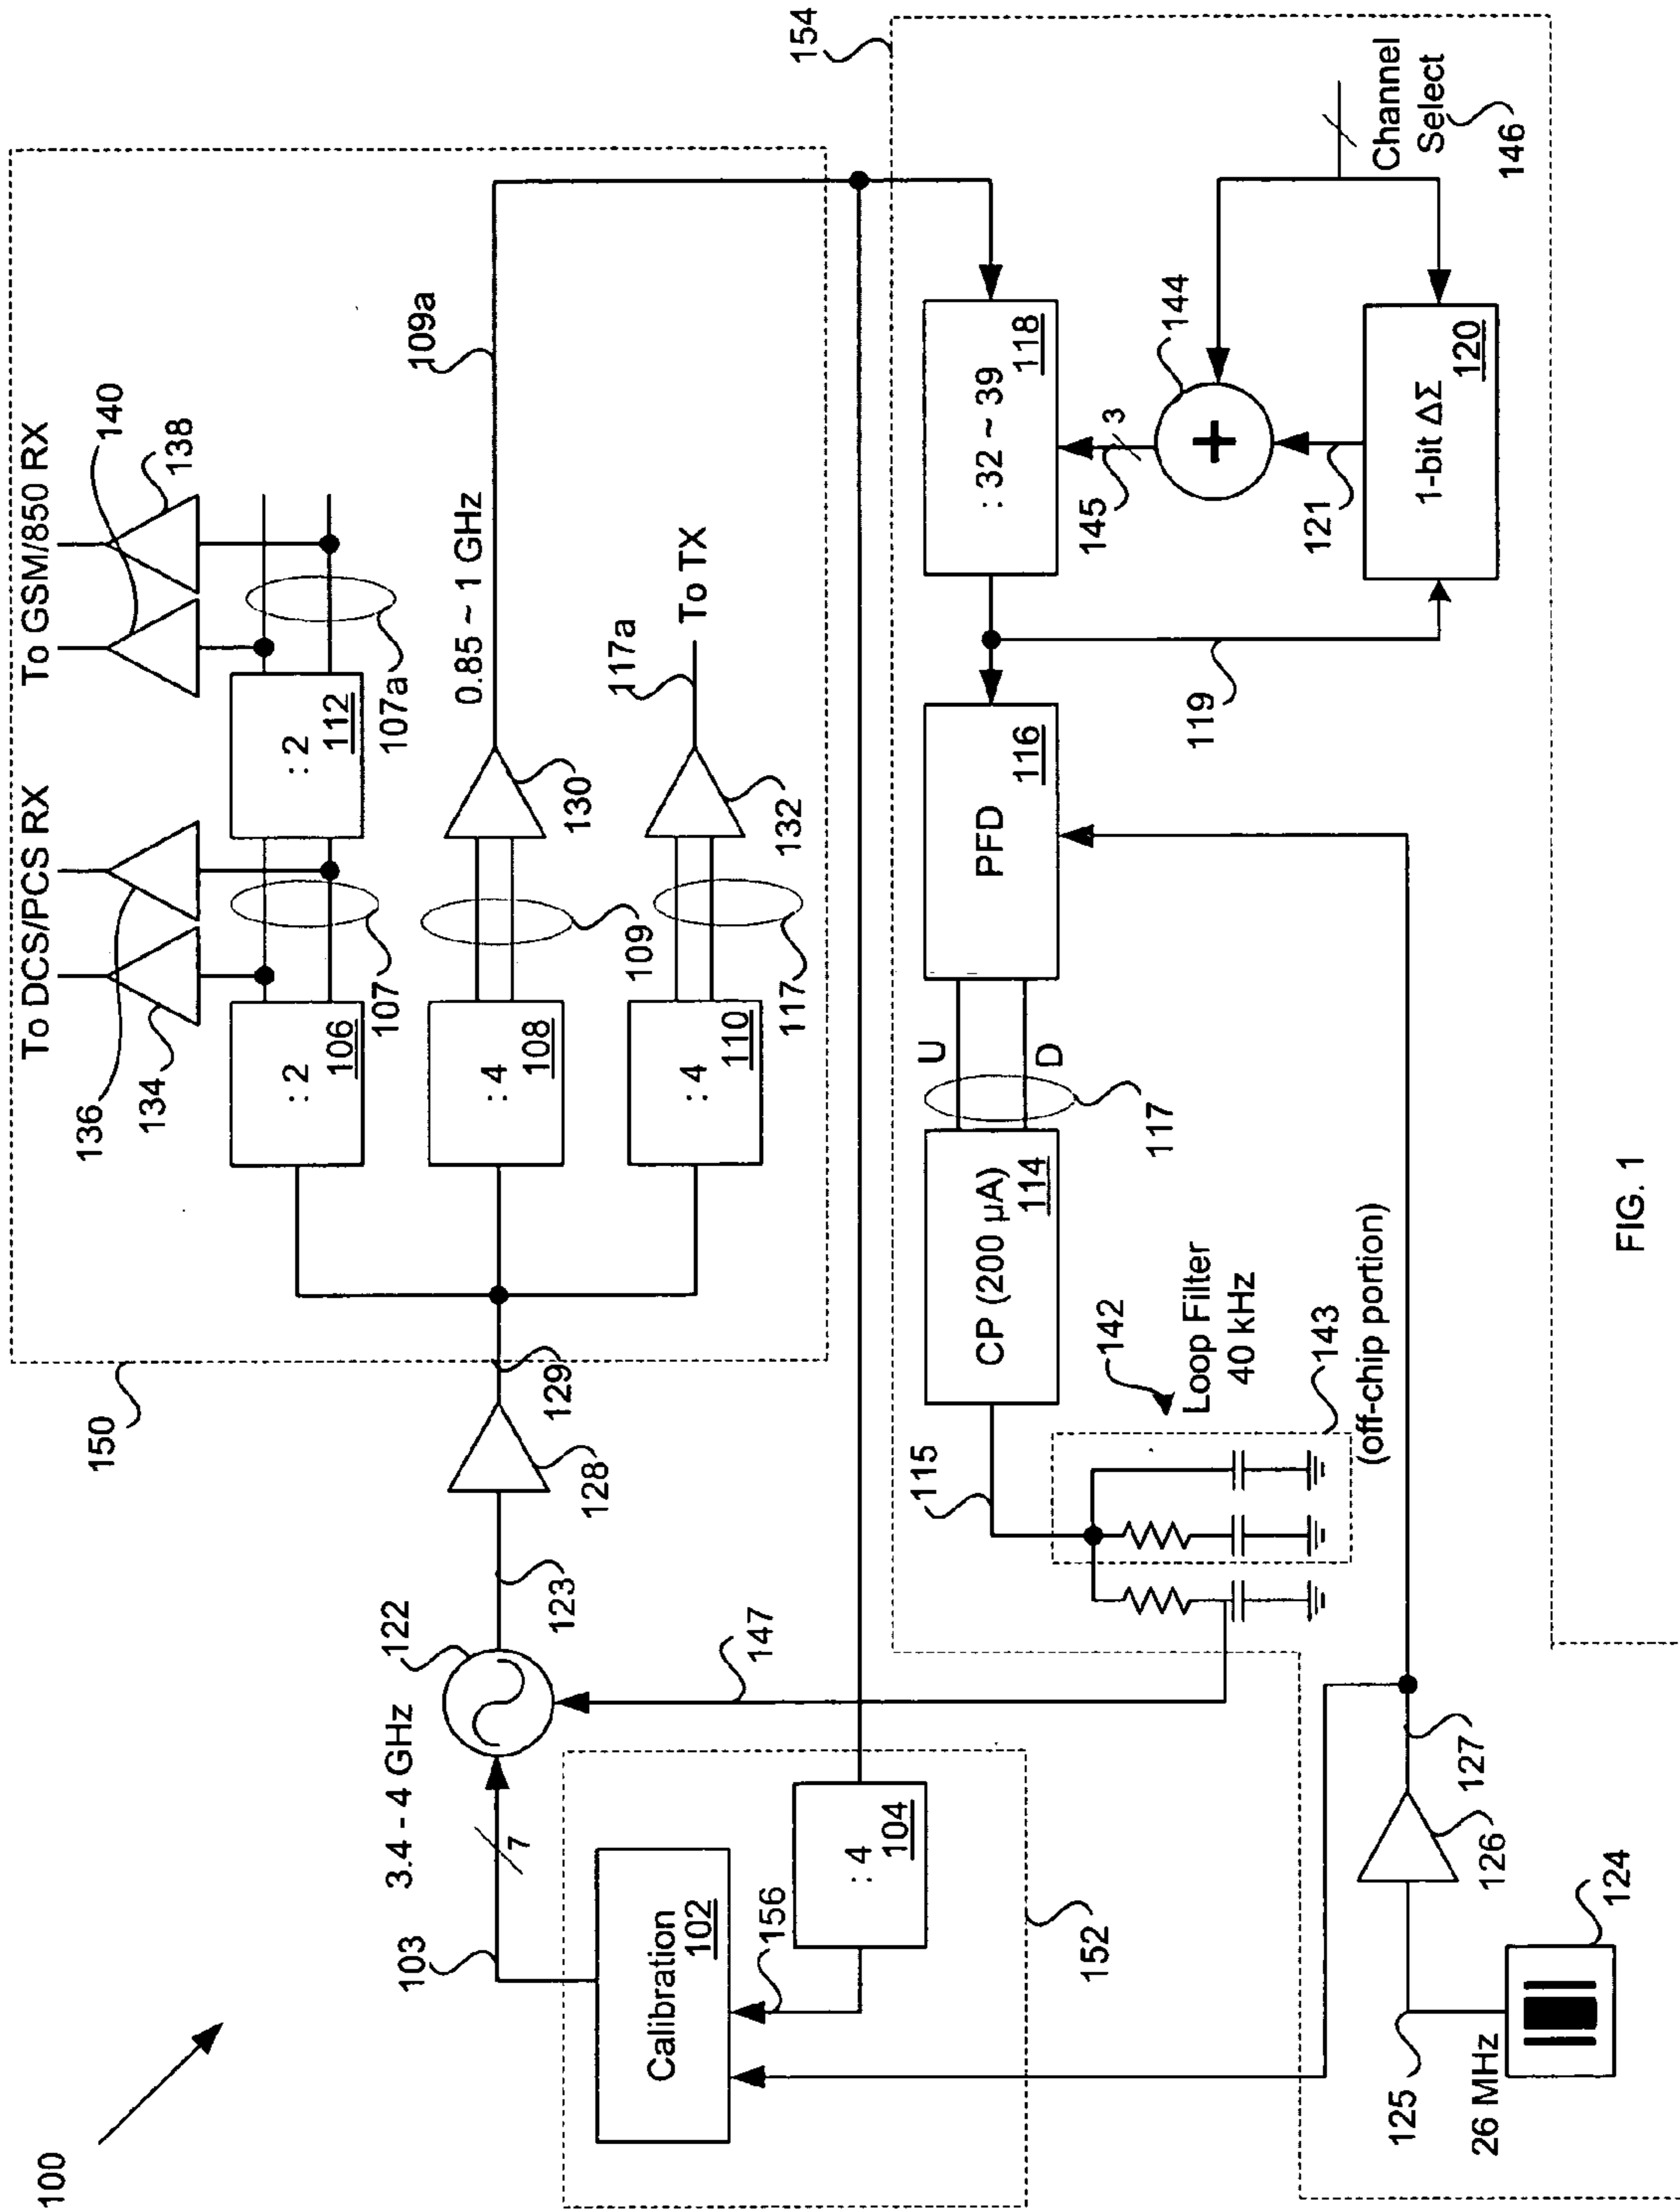 100
150
To DCS/PCS RX
To GSM/850 RX
136
134
140
138
: 2
106
107
: 2
112
107a
3.4 - 4 GHz
122
103
7
123
128
129
: 4
108
109
130
0.85 ~ 1 GHz
109a
: 4
110
117
132
117a
To TX
Calibration
102
156
: 4
104
152
147
154
115
CP (200 µA)
114
U
D
117
PFD
116
: 32 ~ 39
118
119
145
3
144
121
1-bit ΔΣ
120
Channel
Select
146
142
Loop Filter
40 kHz
143
(off-chip portion)
125
26 MHz
124
126
127
FIG. 1